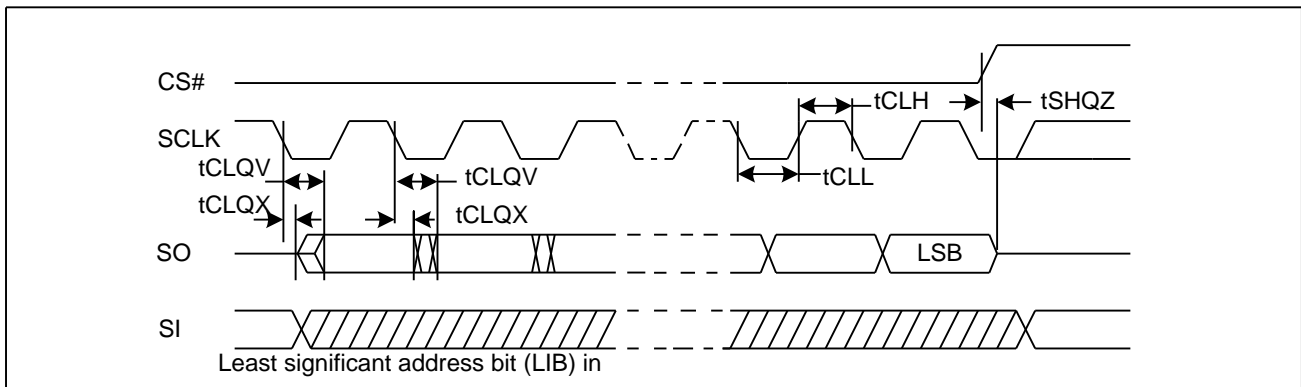 CS#
tCLH
tSHQZ
SCLK
tCLQV
tCLQV
tCLL
tCLQX
tCLQX
SO
LSB
SI
Least significant address bit (LIB) in